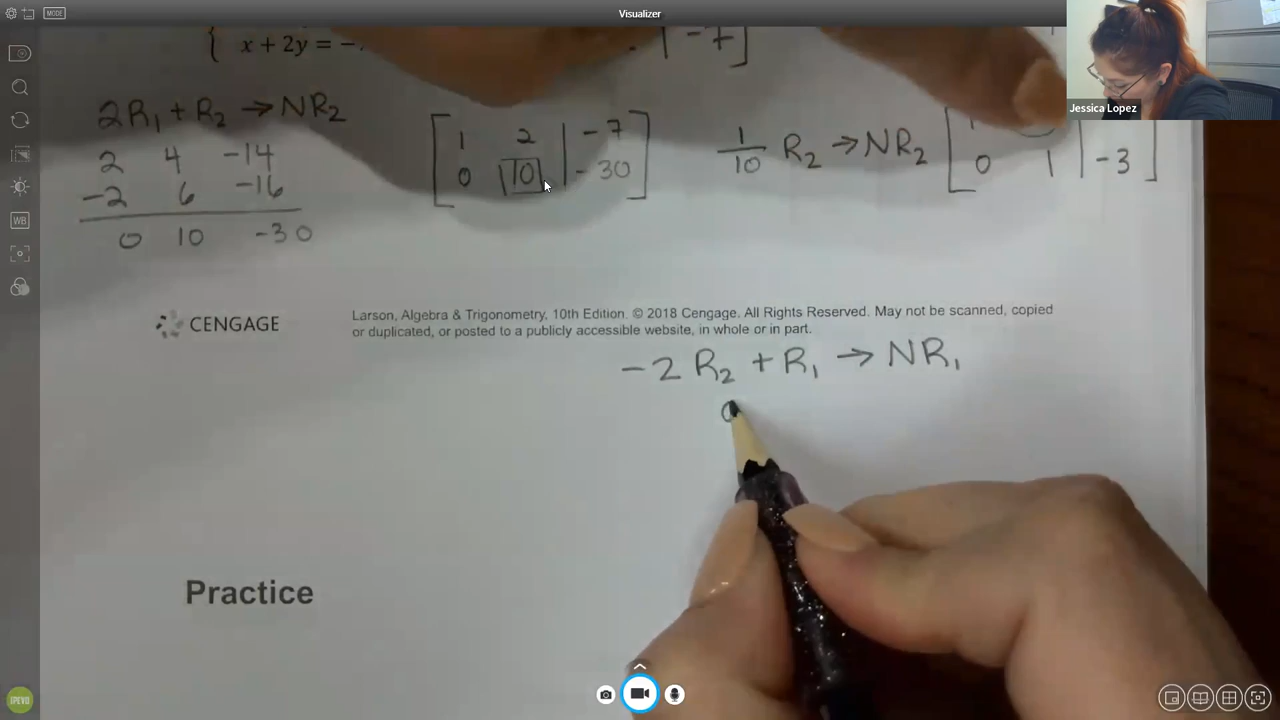 MODE
Visualizer
x + 2y = -
-7
Jessica Lopez
2R₁ + R₂ → NR₂
2 4 -14
-2 6 -16
0 10 -30
1 2 | -7
0 10 | -30
1/10 R₂ → NR₂
0 1 | -3
WB
CENGAGE
Larson, Algebra & Trigonometry, 10th Edition. © 2018 Cengage. All Rights Reserved. May not be scanned, copied
or duplicated, or posted to a publicly accessible website, in whole or in part.
-2 R₂ + R₁ → NR₁
0
Practice
IPEVO